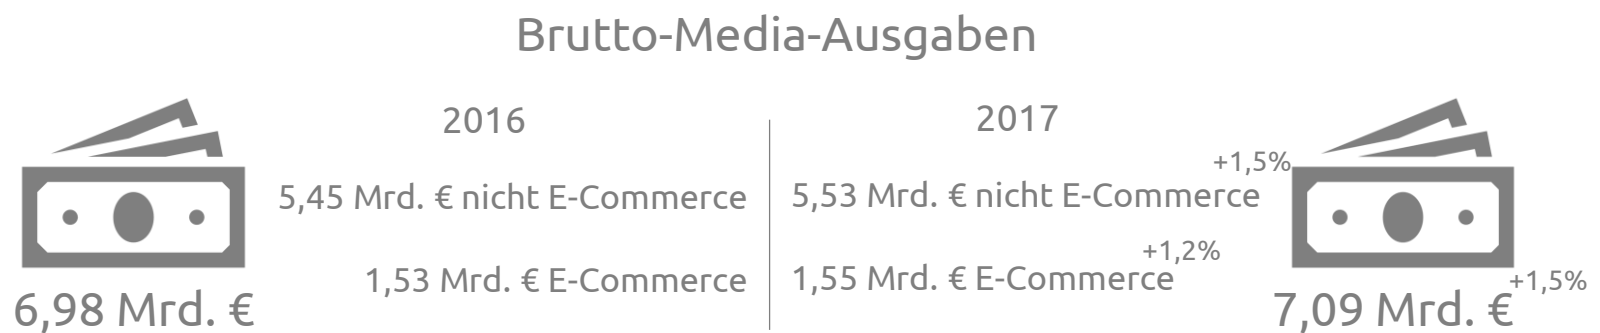 Brutto-Media-Ausgaben
2016
5,45 Mrd. € nicht E-Commerce
1,53 Mrd. € E-Commerce
6,98 Mrd. €
2017
+1,5%
5,53 Mrd. € nicht E-Commerce
+1,2%
1,55 Mrd. € E-Commerce
+1,5%
7,09 Mrd. €